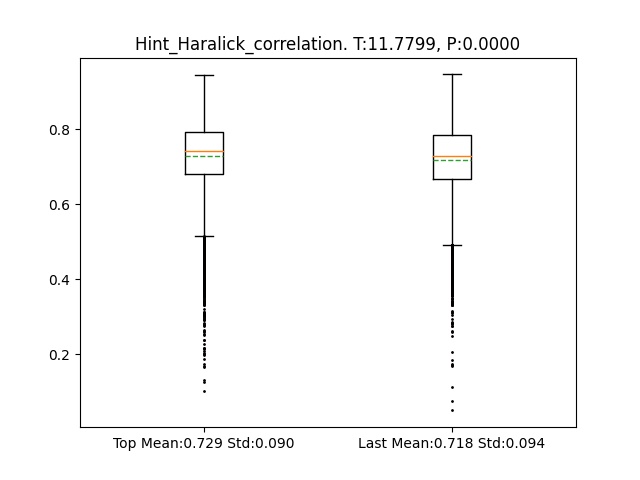 Hint_Haralick_correlation. T:11.7799, P:0.0000
0.8
0.6
0.4
0.2
Top Mean:0.729 Std:0.090
Last Mean:0.718 Std:0.094